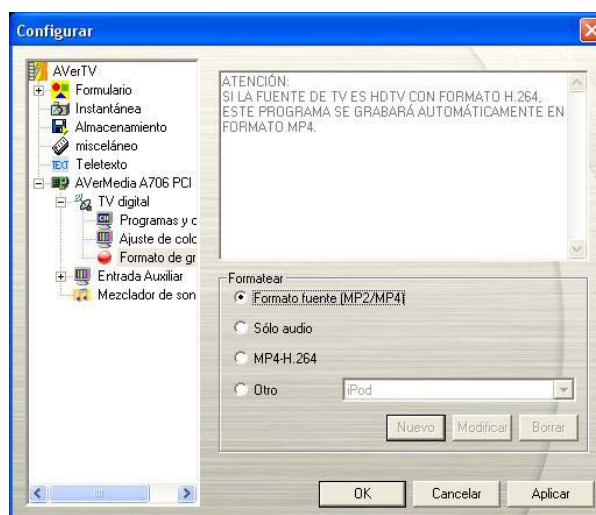 Configurar
AVerTV
Formulario
Instantánea
Almacenamiento
misceláneo
TEXT Teletexto
AVerMedia A706 PCI
TV digital
Programas y c
Ajuste de colo
Formato de gr
Entrada Auxiliar
Mezclador de son
ATENCIÓN:
SI LA FUENTE DE TV ES HDTV CON FORMATO H.264,
ESTE PROGRAMA SE GRABARÁ AUTOMÁTICAMENTE EN
FORMATO MP4.
Formatear
Formato fuente (MP2/MP4)
Sólo audio
MP4-H.264
Otro
iPod
Nuevo Modificar Borrar
OK Cancelar Aplicar